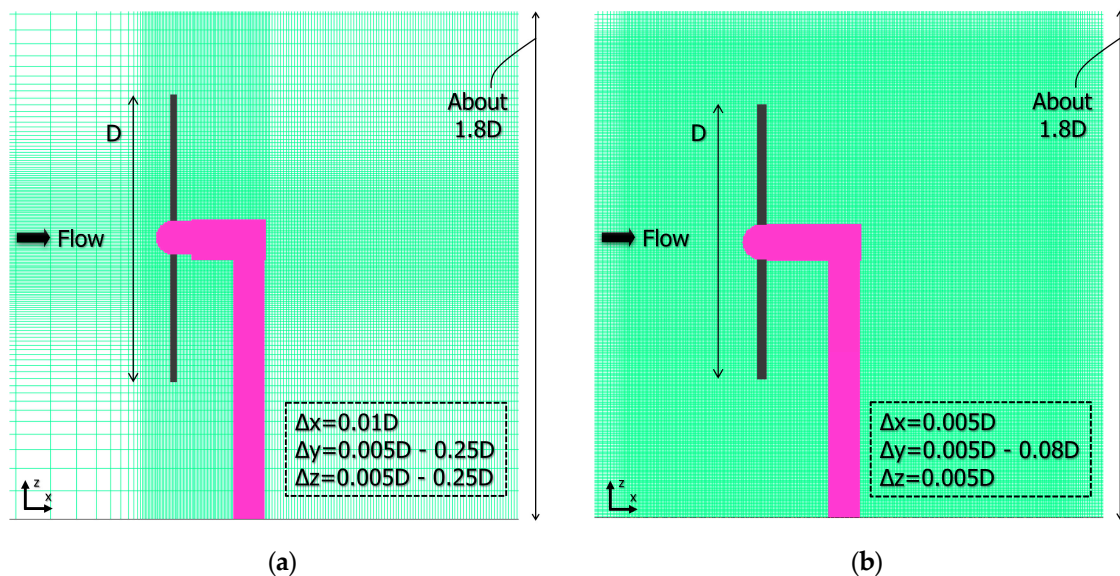 About
1.8D
D
Flow
Δx=0.01D
Δy=0.005D - 0.25D
Δz=0.005D - 0.25D
z
x
(a)
About
1.8D
D
Flow
Δx=0.005D
Δy=0.005D - 0.08D
Δz=0.005D
z
x
(b)